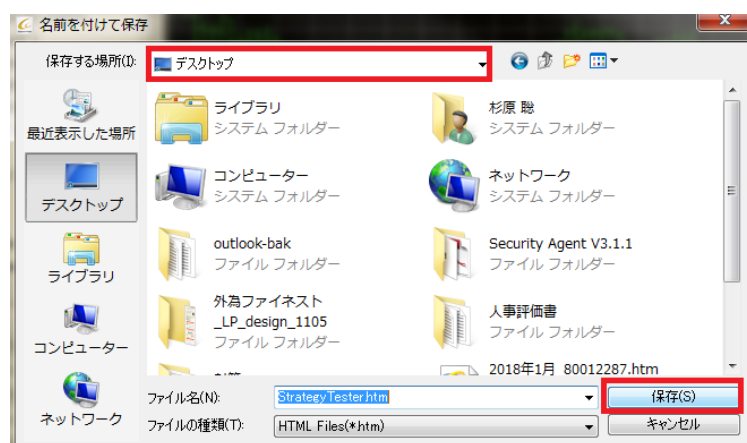 名前を付けて保存
保存する場所(I):
デスクトップ
最近表示した場所
デスクトップ
ライブラリ
コンピューター
ネットワーク
ライブラリ
システム フォルダー
杉原 聡
システム フォルダー
コンピューター
システム フォルダー
ネットワーク
システム フォルダー
outlook-bak
ファイル フォルダー
Security Agent V3.1.1
ファイル フォルダー
外為ファイネスト
_LP_design_1105
ファイル フォルダー
人事評価書
ファイル フォルダー
2018年1月 80012287.htm
ファイル名(N):
StrategyTester.htm
保存(S)
ファイルの種類(T):
HTML Files(*.htm)
キャンセル